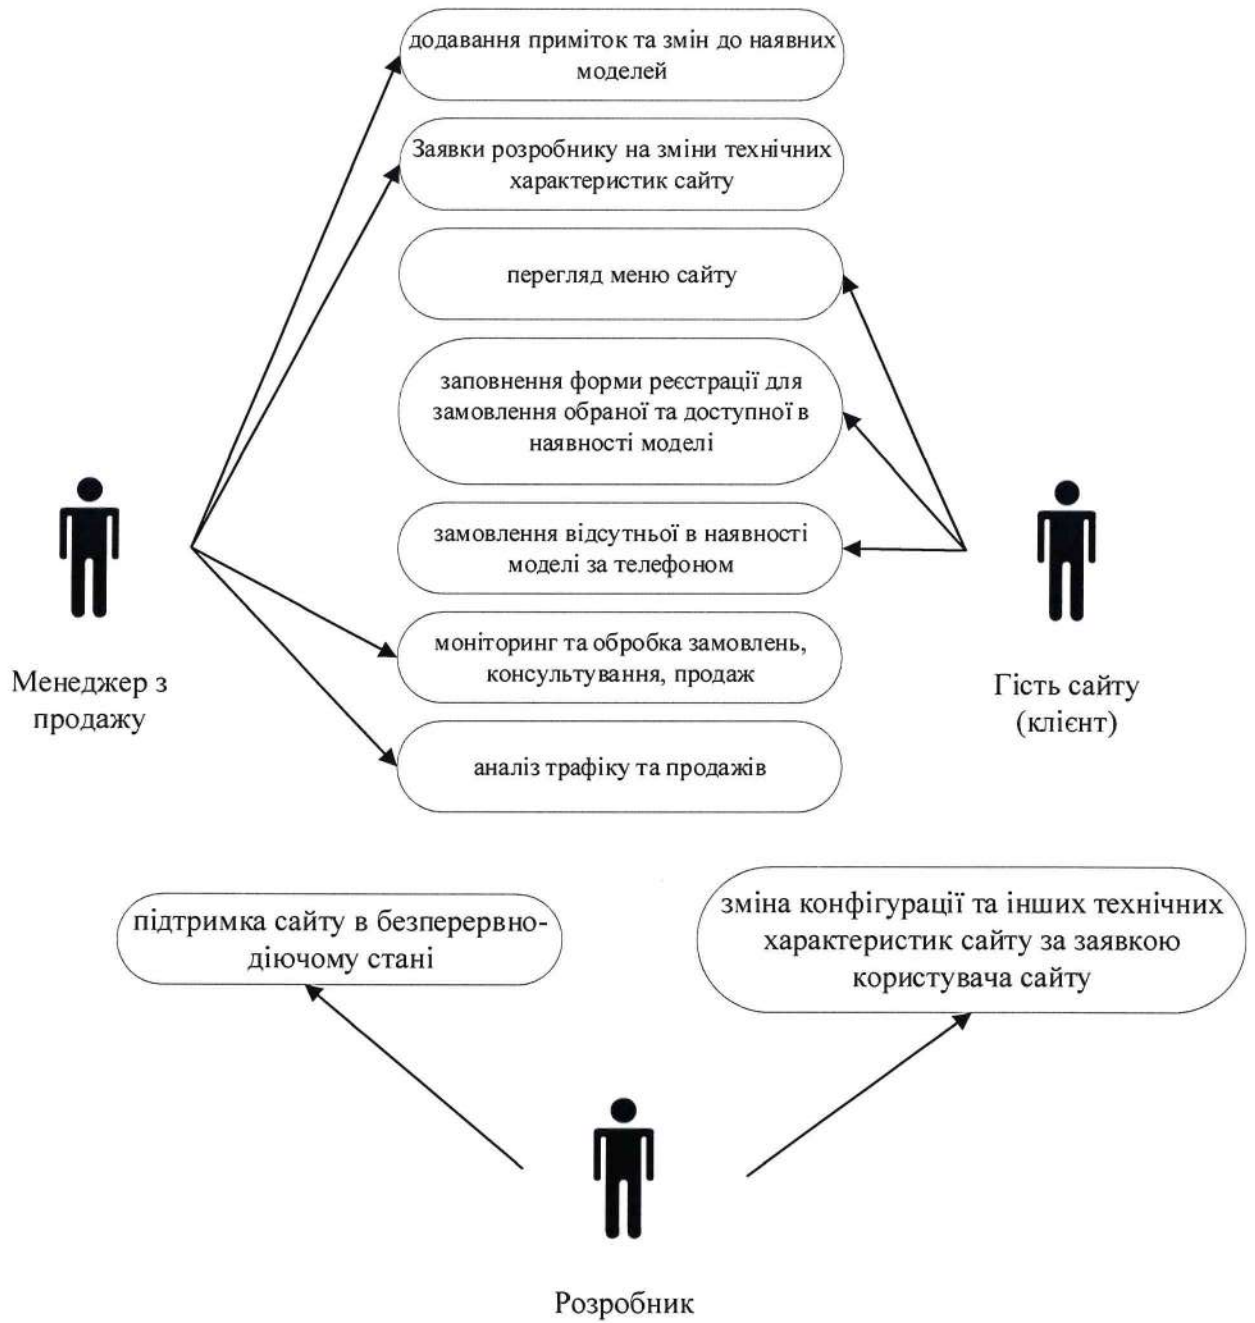 додавання приміток та змін до наявних
моделей
Заявки розробнику на зміни технічних
характеристик сайту
перегляд меню сайту
заповнення форми реєстрації для
замовлення обраної та доступної в
наявності моделі
замовлення відсутньої в наявності
моделі за телефоном
моніторинг та обробка замовлень,
консультування, продаж
аналіз трафіку та продажів
Менеджер з
продажу
Гість сайту
(клієнт)
підтримка сайту в безперервно-
діючому стані
зміна конфігурації та інших технічних
характеристик сайту за заявкою
користувача сайту
Розробник